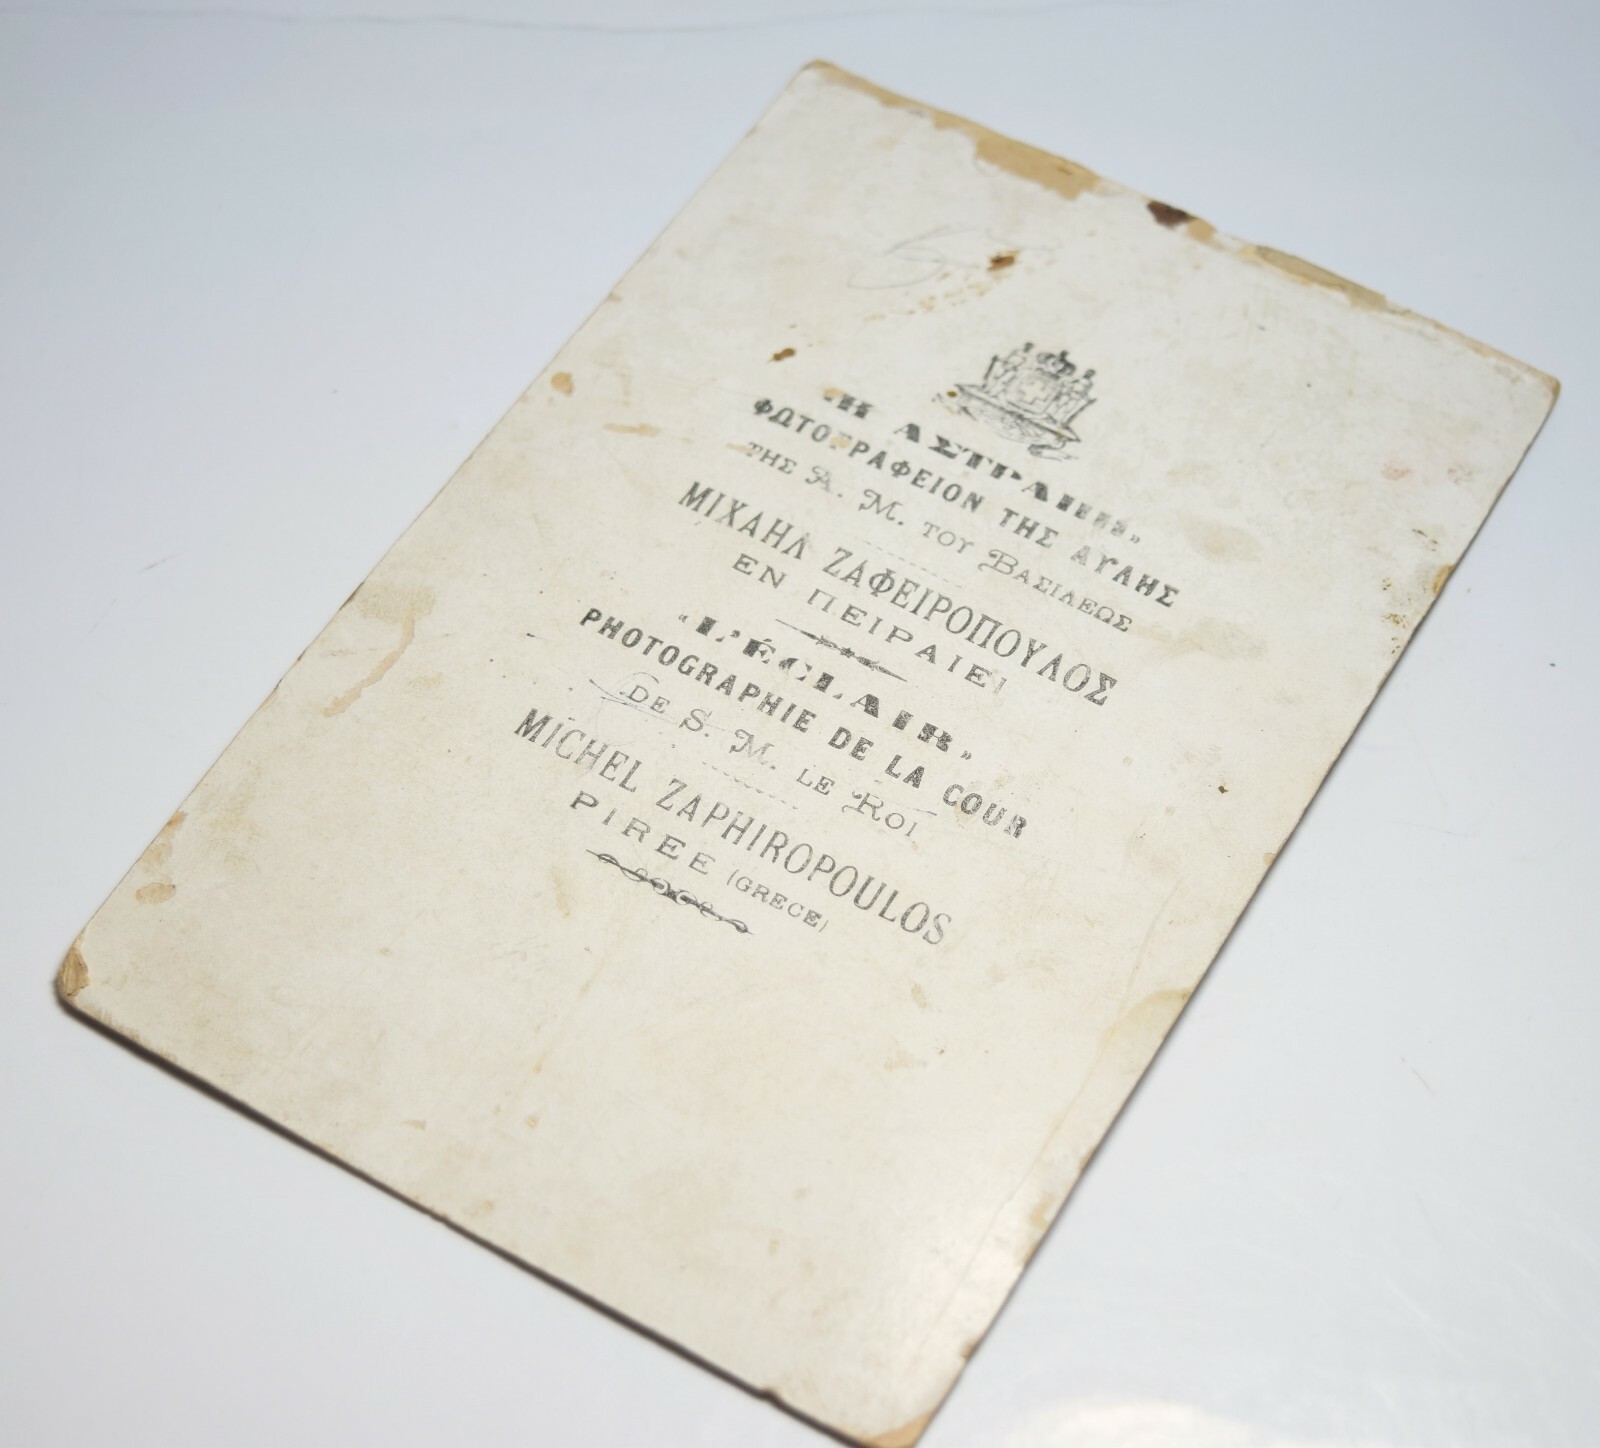 «Η ΑΣΤΡΑΠΗ»
ΦΩΤΟΓΡΑΦΕΙΟΝ ΤΗΣ ΑΥΛΗΣ
ΤΗΣ Α. Μ. ΤΟΥ ΒΑΣΙΛΕΩΣ
ΜΙΧΑΗΛ ΖΑΦΕΙΡΟΠΟΥΛΟΣ
ΕΝ ΠΕΙΡΑΙΕΙ
«L'ÉCLAIR»
PHOTOGRAPHIE DE LA COUR
DE S. M. LE ROI
MICHEL ZAPHIROPOULOS
PIREE (GRECE)